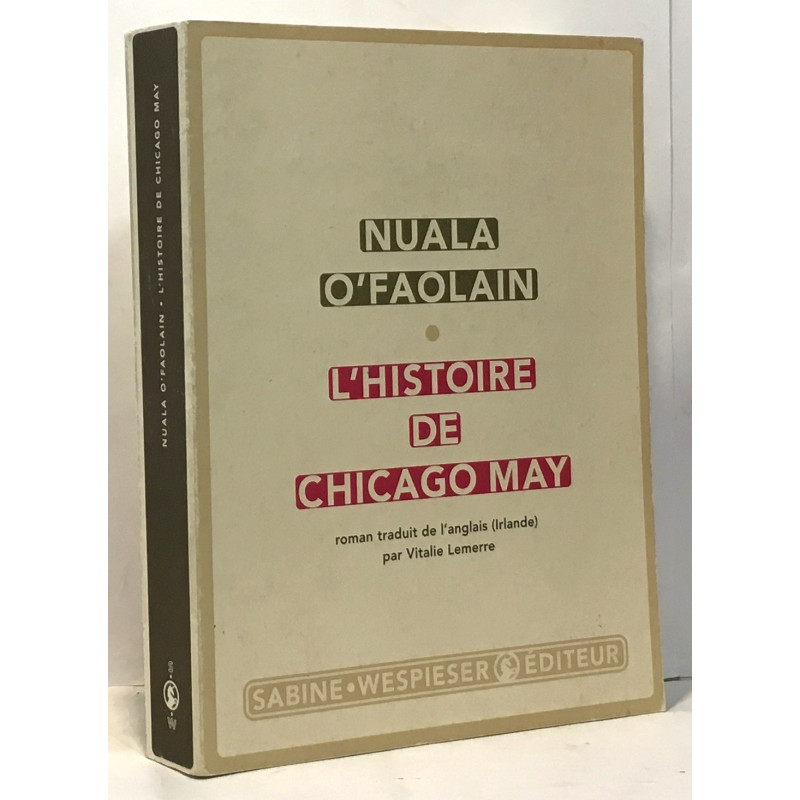 NUALA O'FAOLAIN • L'HISTOIRE DE CHICAGO MAY
NUALA
O'FAOLAIN
L'HISTOIRE
DE
CHICAGO MAY
roman traduit de l'anglais (Irlande)
par Vitalie Lemerre
SABINE • WESPIESER ÉDITEUR